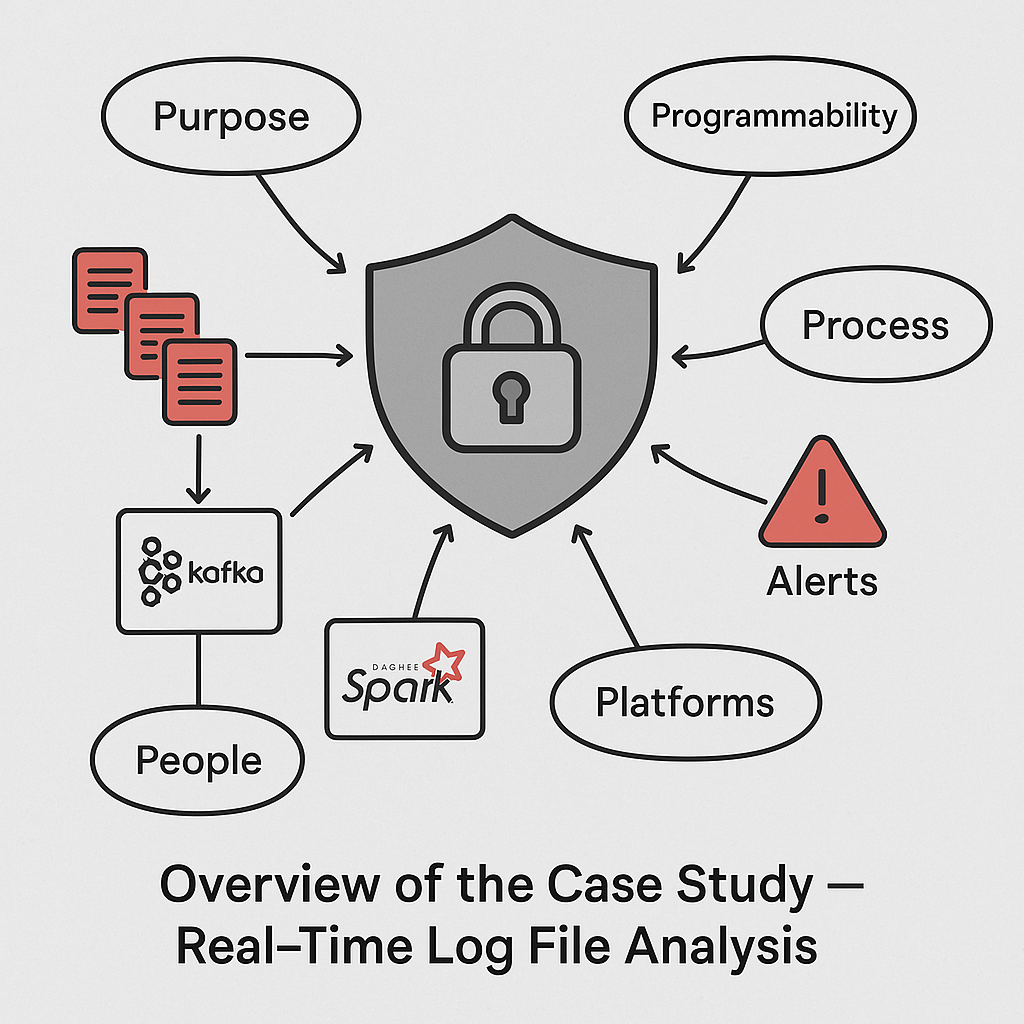 Purpose
Programmability
Process
kafka
Alerts
DAGHEE
Spark
Platforms
People
Overview of the Case Study —
Real–Time Log File Analysis